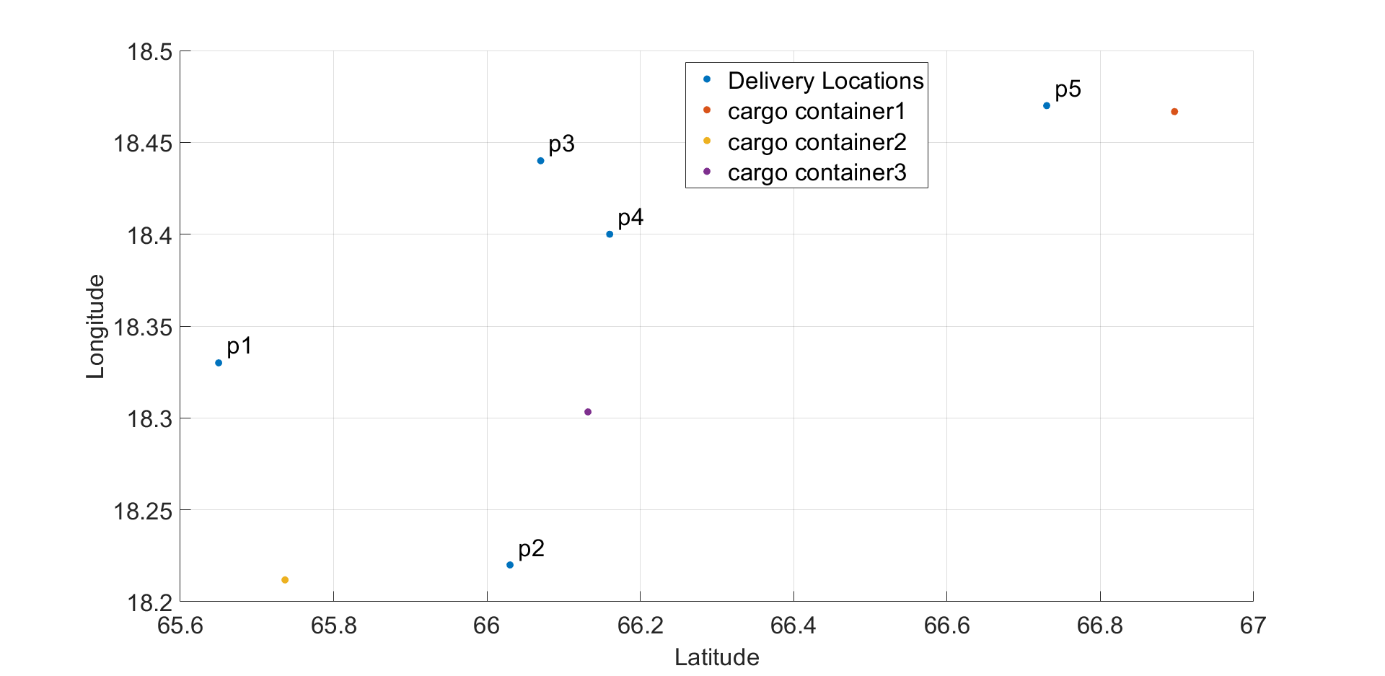 18.5
18.45
18.4
18.35
18.3
18.25
18.2
Longitude
65.6
65.8
66
66.2
66.4
66.6
66.8
67
Latitude
Delivery Locations
cargo container1
cargo container2
cargo container3
p1
p2
p3
p4
p5